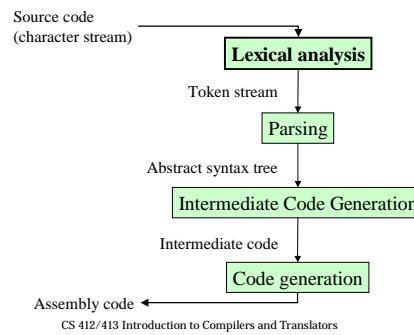 Source code
(character stream)
Lexical analysis
Token stream
Parsing
Abstract syntax tree
Intermediate Code Generation
Intermediate code
Code generation
Assembly code
CS 412/413 Introduction to Compilers and Translators